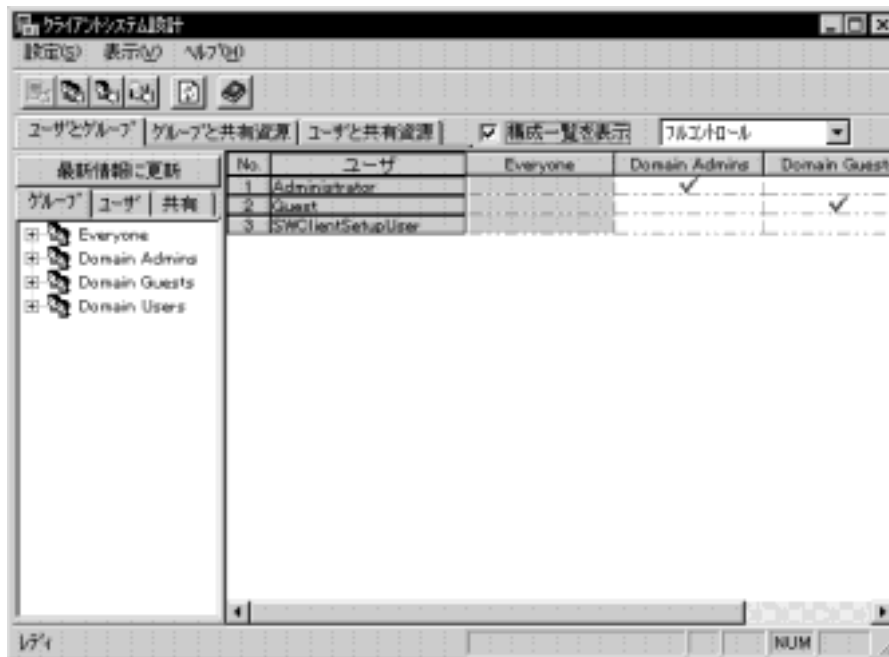 クライアントシステム設計
設定(S) 表示(V) ヘルプ(H)
ユーザとグループ グループと共有資源 ユーザと共有資源 構成一覧を表示 フルコントロール
最新情報に更新
グループ ユーザ 共有
Everyone
Domain Admins
Domain Guests
Domain Users
No. ユーザ Everyone Domain Admins Domain Guest
1 Administrator
2 Guest
3 SWClientSetupUser
レディ NUM